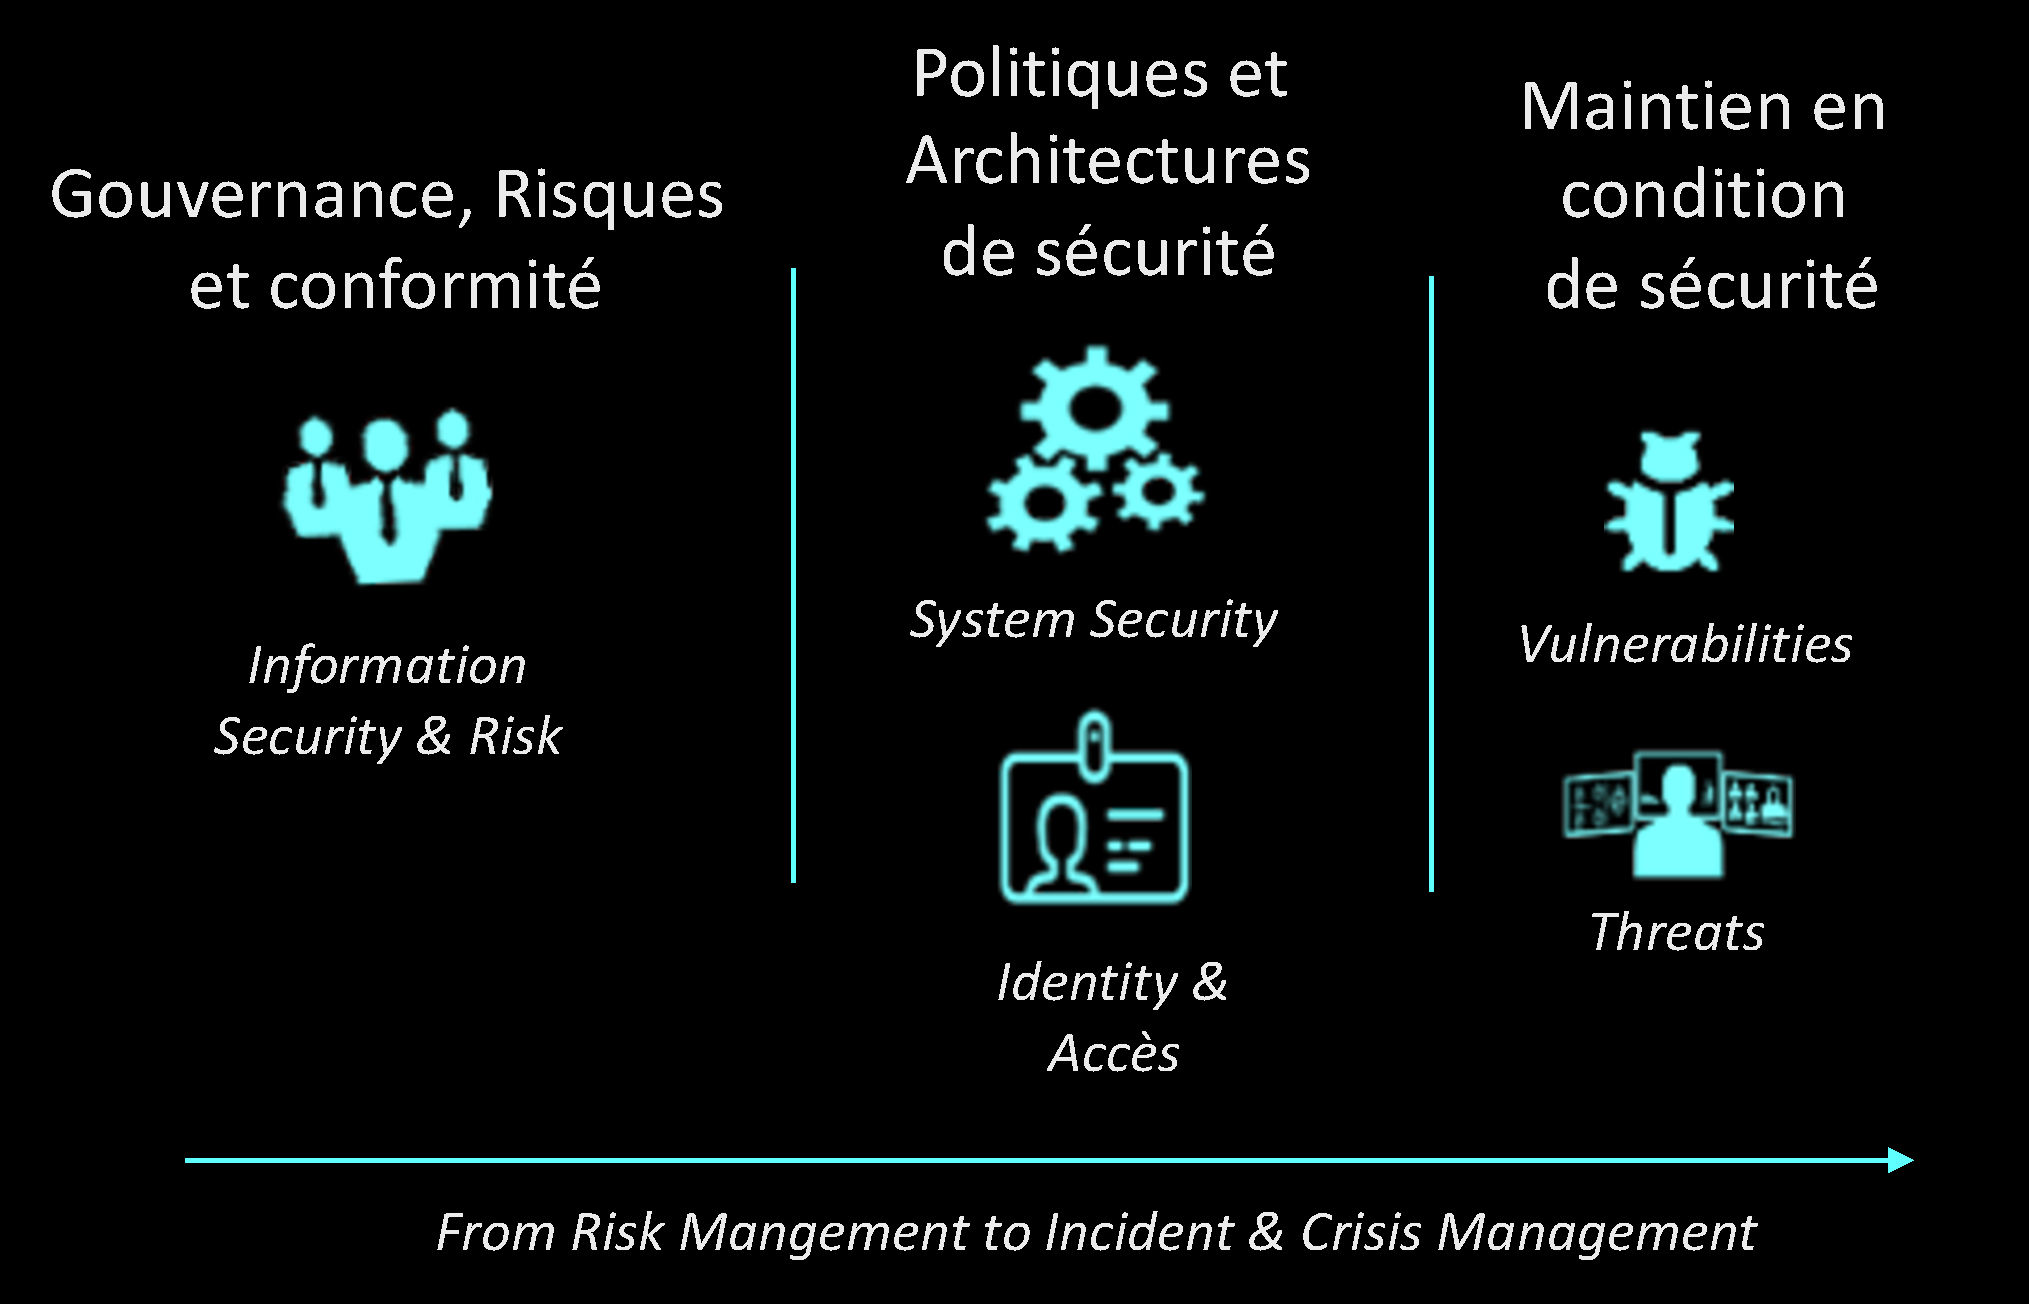 Gouvernance, Risques
et conformité
Information
Security & Risk
Politiques et
Architectures
de sécurité
System Security
Identity &
Accès
Maintien en
condition
de sécurité
Vulnerabilities
Threats
From Risk Mangement to Incident & Crisis Management